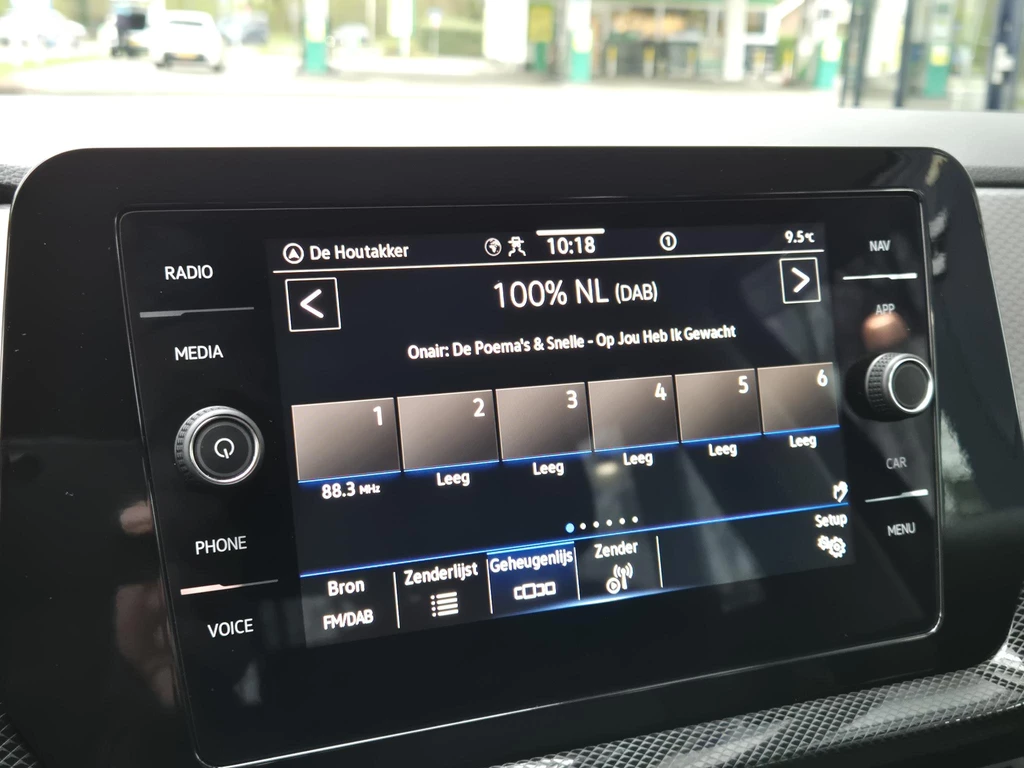 RADIO
MEDIA
PHONE
VOICE
De Houtakker
10:18
1
9.5°C
100% NL (DAB)
Onair: De Poema's & Snelle - Op Jou Heb Ik Gewacht
1 2 3 4 5 6
88.3 MHz Leeg Leeg Leeg Leeg Leeg
Setup
Bron Zenderlijst Geheugenlijs Zender
FM/DAB
NAV
APP
CAR
MENU